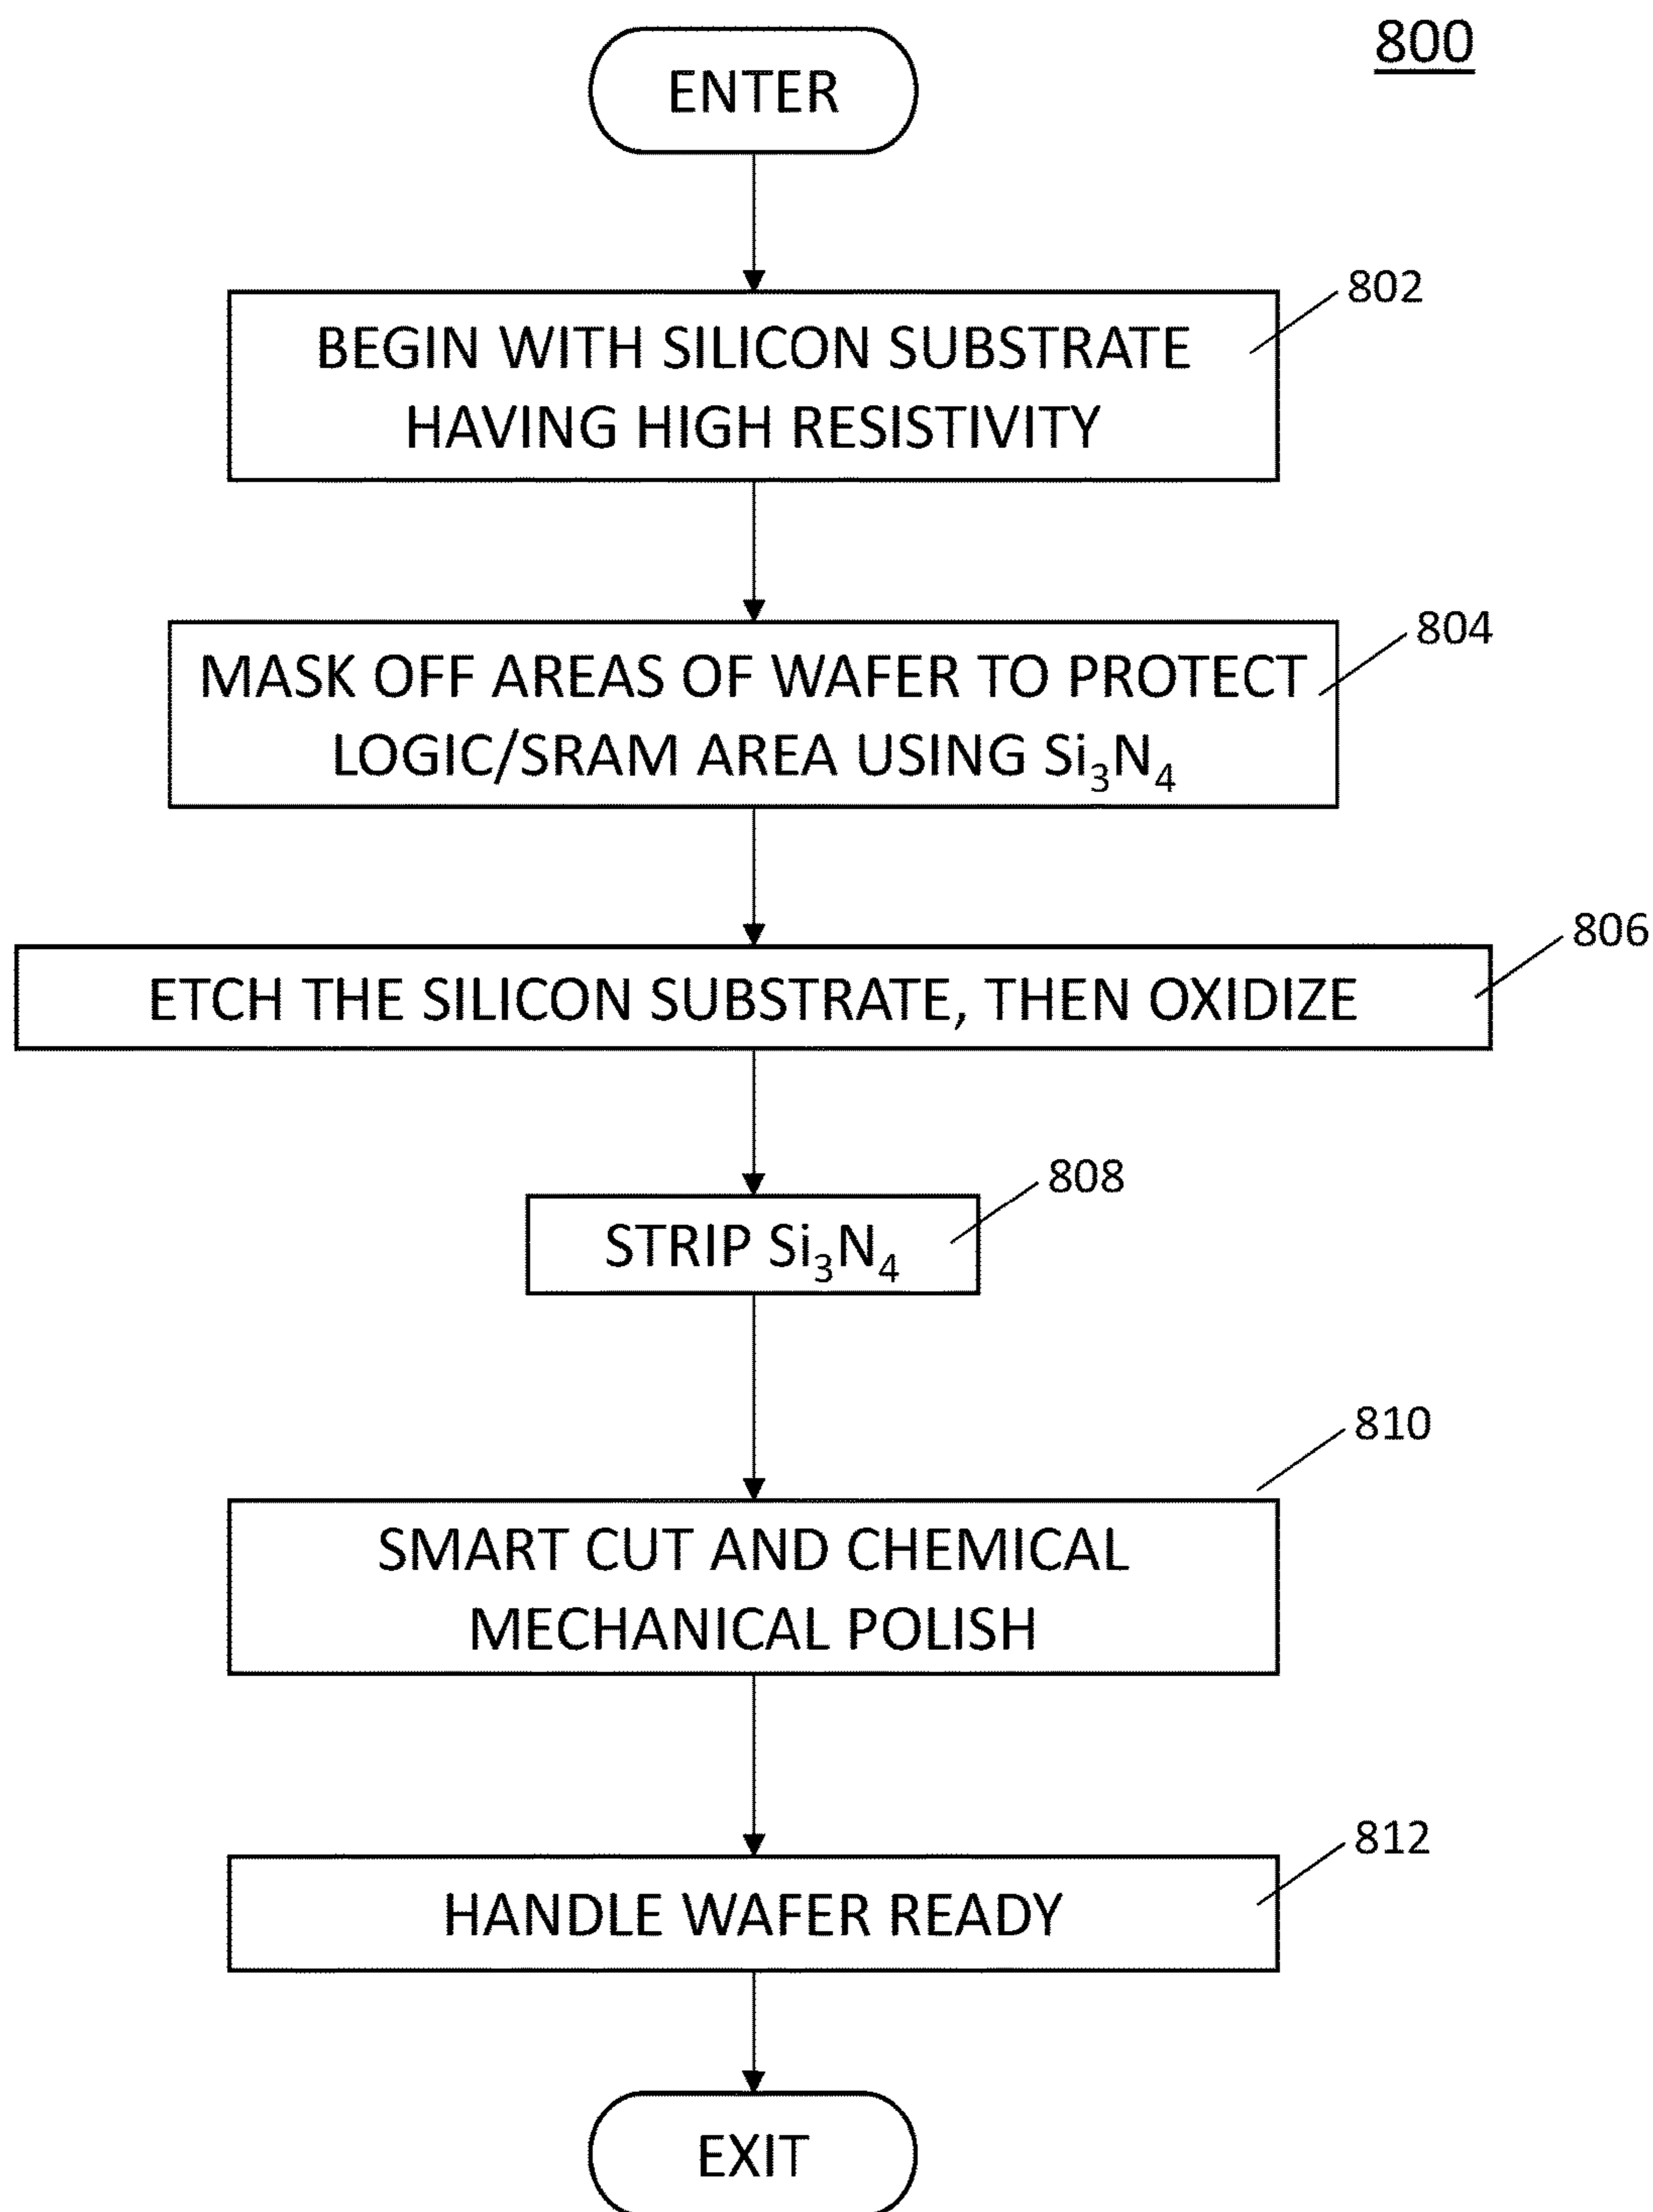 800
ENTER
802
BEGIN WITH SILICON SUBSTRATE
HAVING HIGH RESISTIVITY
804
MASK OFF AREAS OF WAFER TO PROTECT
LOGIC/SRAM AREA USING Si₃N₄
806
ETCH THE SILICON SUBSTRATE, THEN OXIDIZE
808
STRIP Si₃N₄
810
SMART CUT AND CHEMICAL
MECHANICAL POLISH
812
HANDLE WAFER READY
EXIT